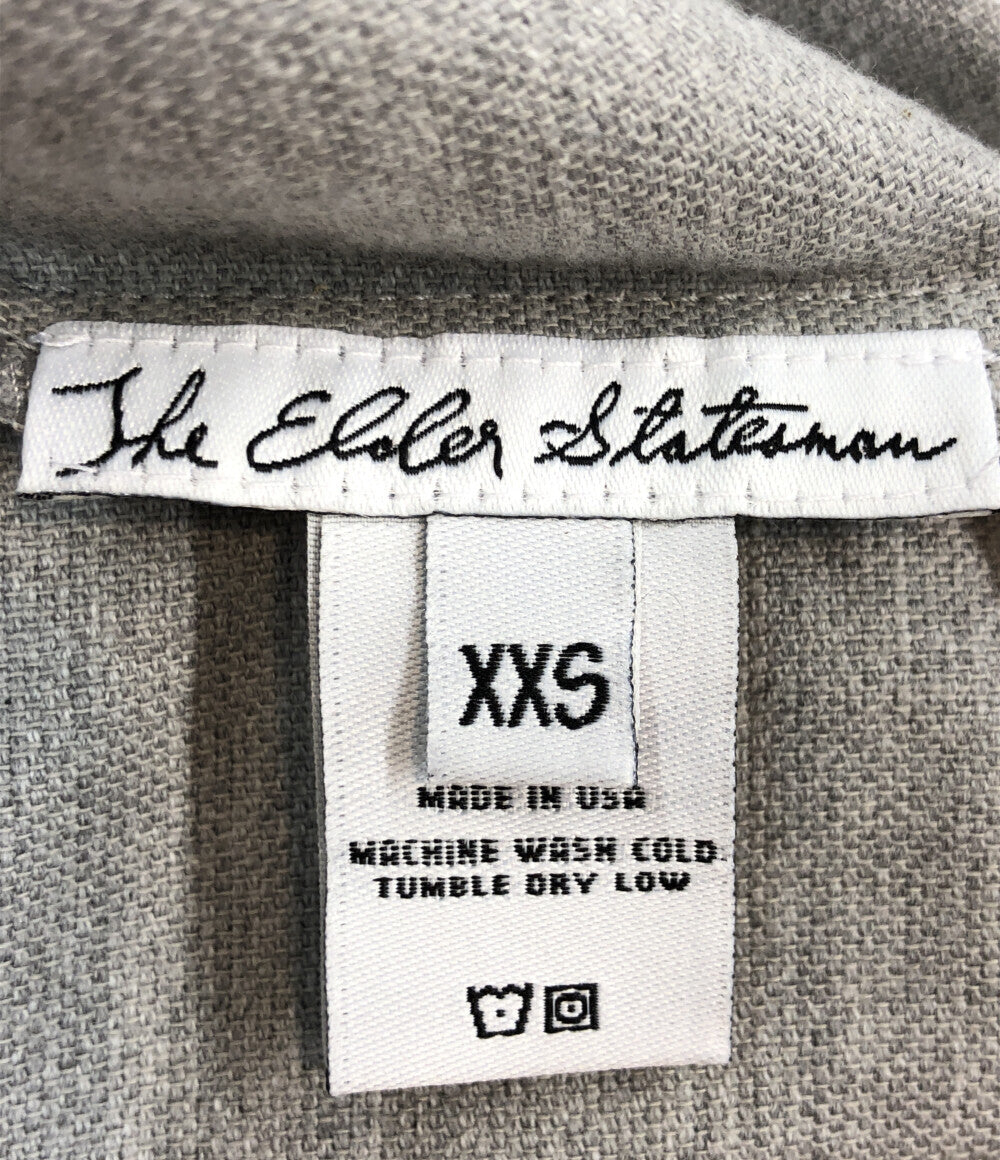 The Elder Statesman
XXS
MADE IN USA
MACHINE WASH COLD
TUMBLE DRY LOW